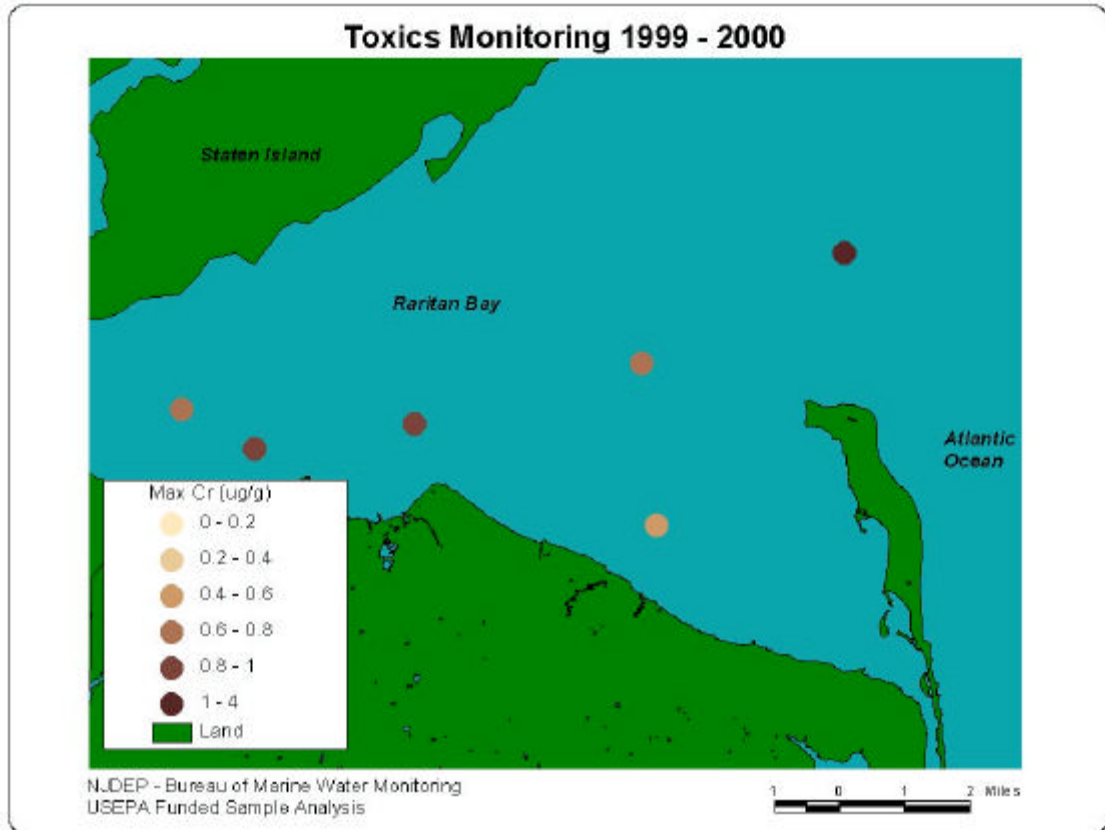 Toxics Monitoring 1999 - 2000
Staten Island
Raritan Bay
Atlantic
Ocean
Max Cr (ug/g)
0 - 0.2
0.2 - 0.4
0.4 - 0.6
0.6 - 0.8
0.8 - 1
1 - 4
Land
NJDEP - Bureau of Marine Water Monitoring
USEPA Funded Sample Analysis
1 0 1 2 Miles